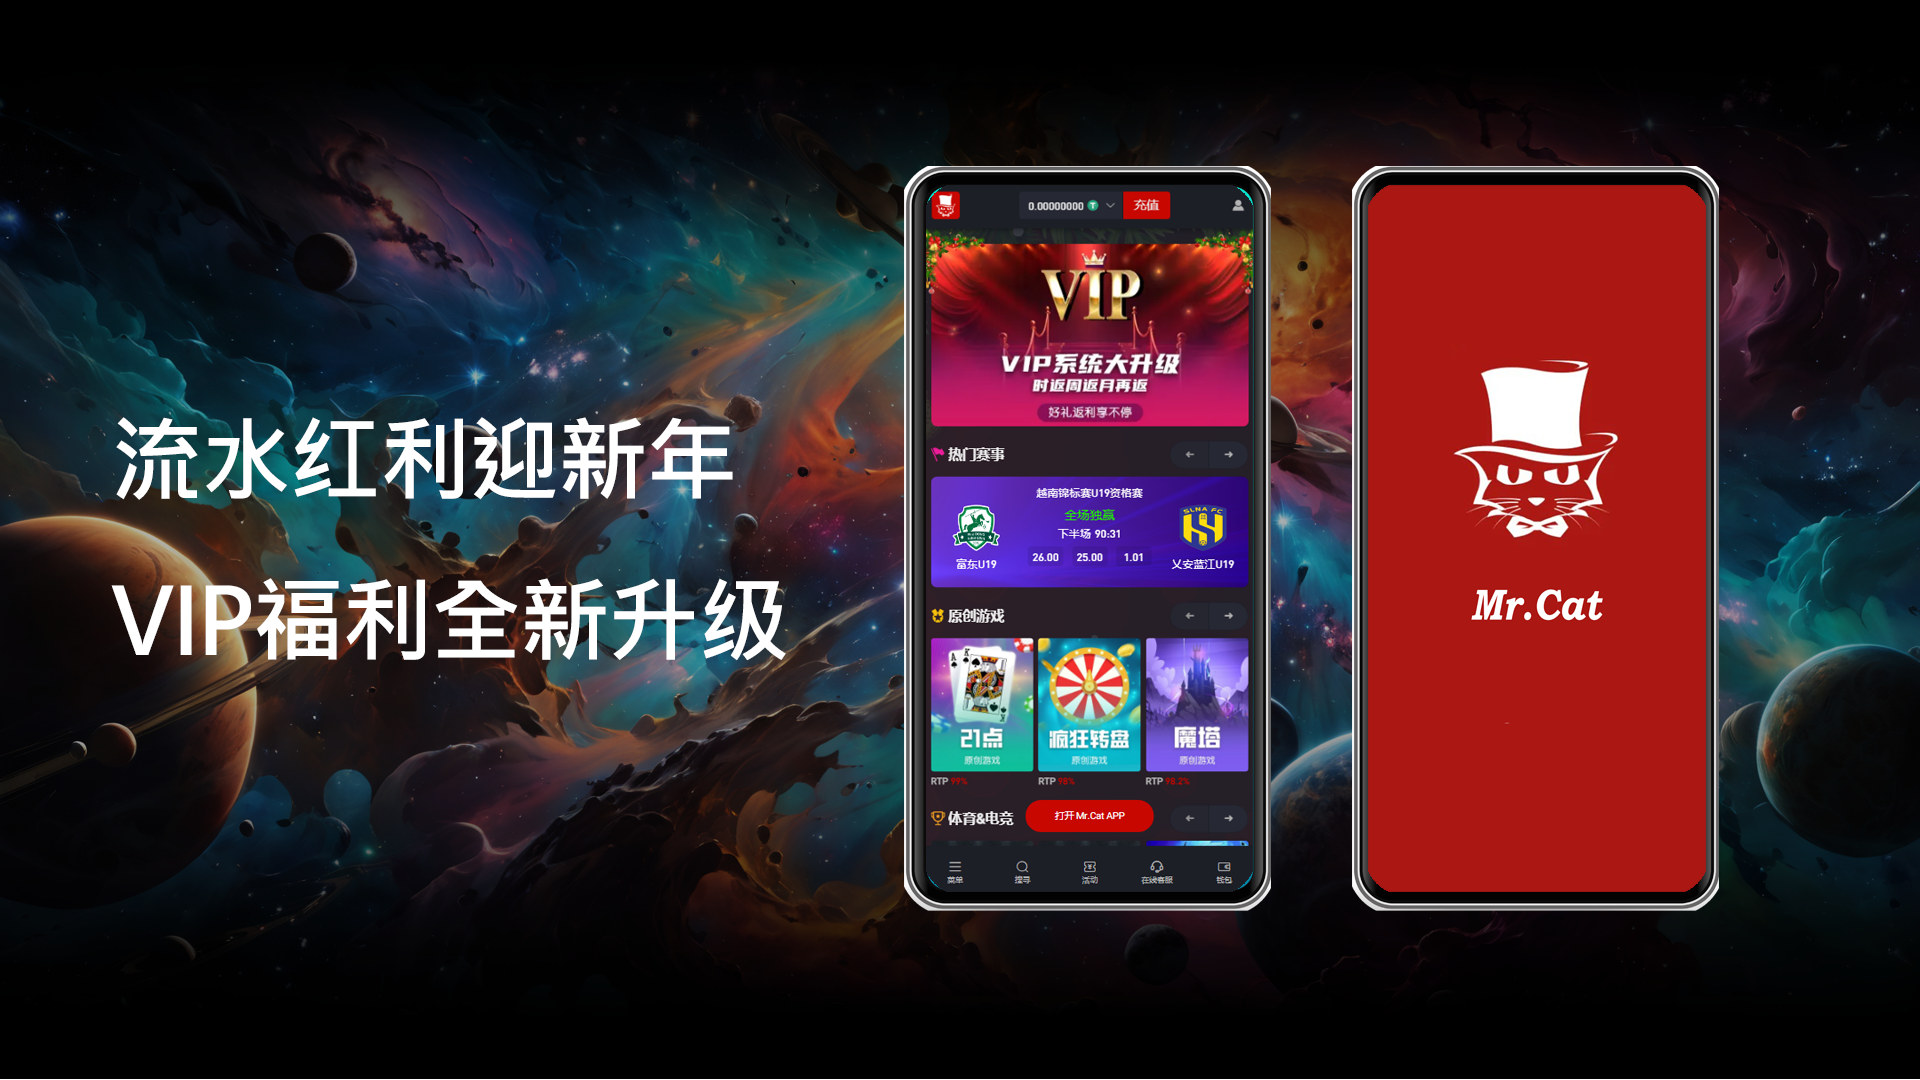 流水红利迎新年
VIP福利全新升级
0.00000000
充值
VIP
VIP系统大升级
时返周返月再返
好礼返利享不停
热门赛事
越南锦标赛U19资格赛
全场独赢
下半场 90:31
26.00 25.00 1.01
富东U19
SLNA FC
乂安蓝江U19
原创游戏
A K
21点
原创游戏
RTP 99%
疯狂转盘
原创游戏
RTP 98%
魔塔
原创游戏
RTP 98.2%
体育&电竞
打开 Mr.Cat APP
菜单
搜寻
活动
在线客服
钱包
Mr.Cat